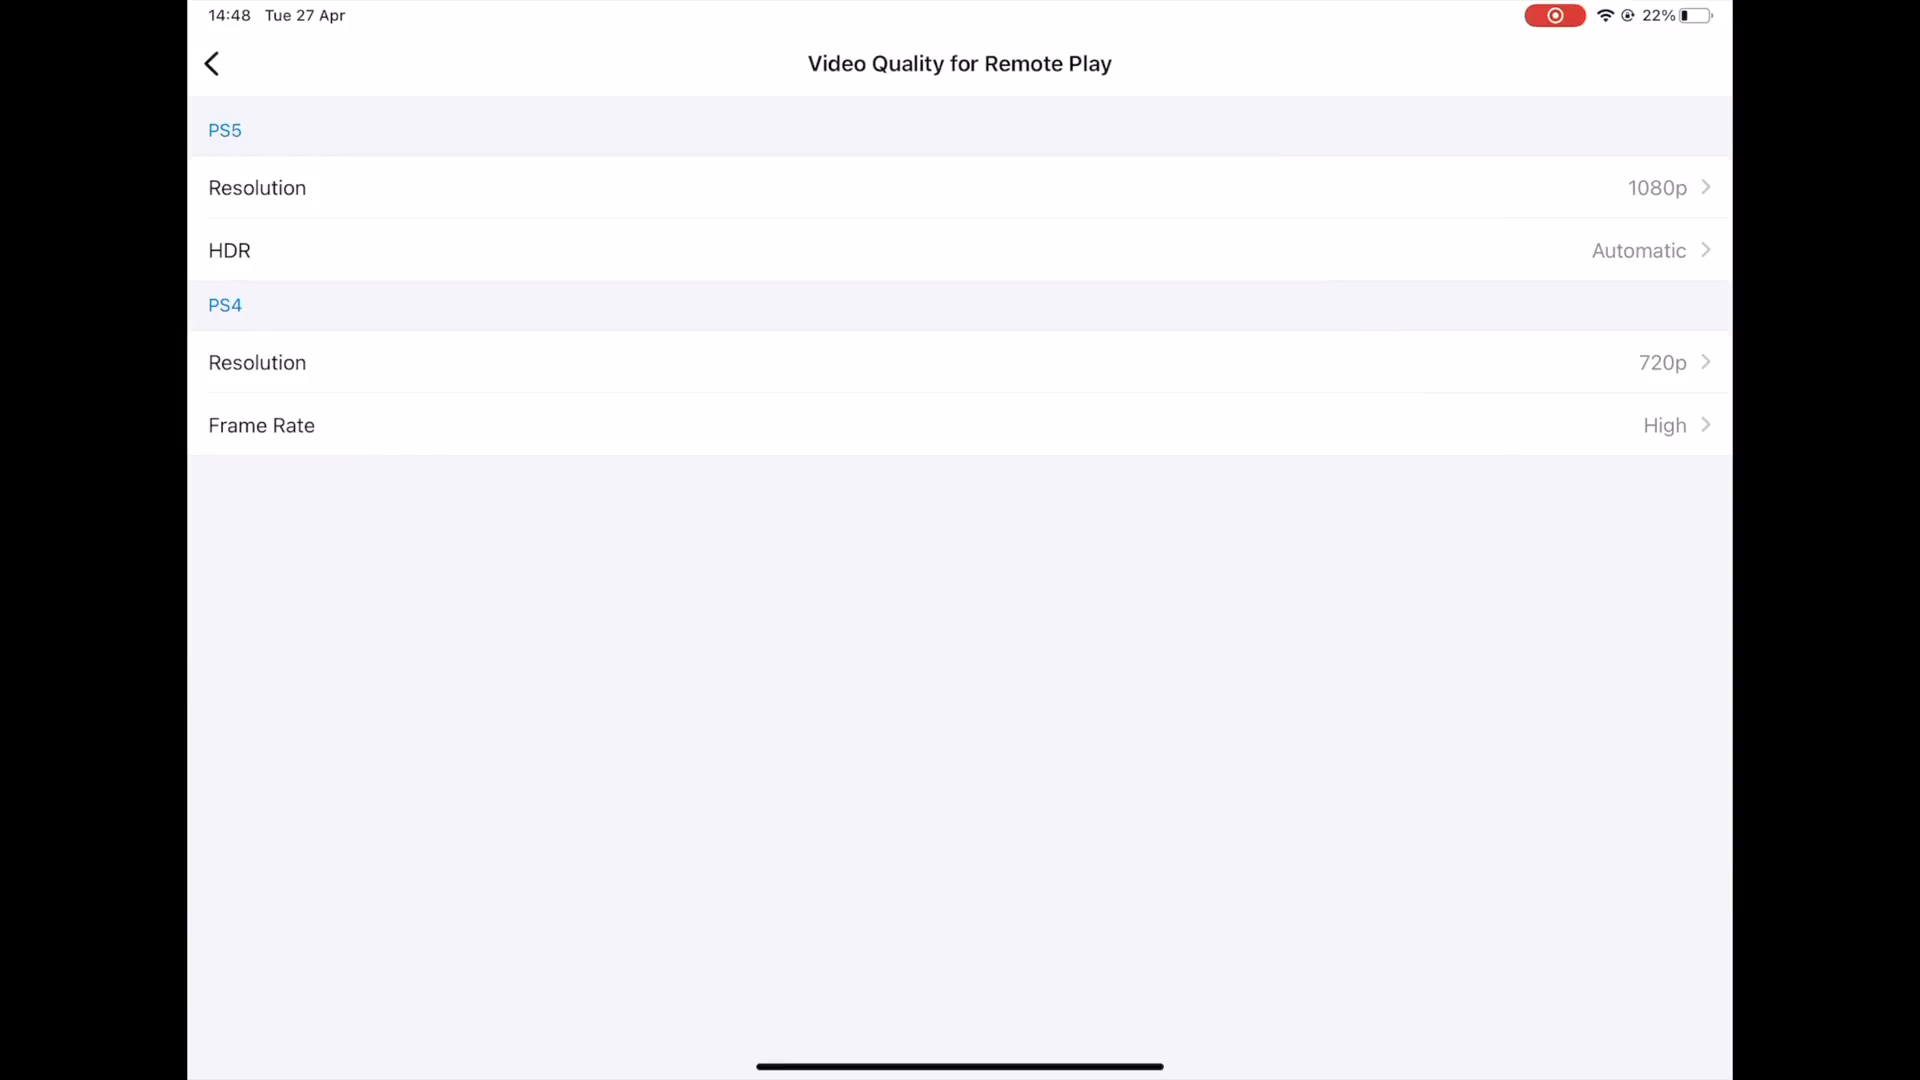 14:48 Tue 27 Apr 22%
Video Quality for Remote Play
PS5
Resolution 1080p
HDR Automatic
PS4
Resolution 720p
Frame Rate High